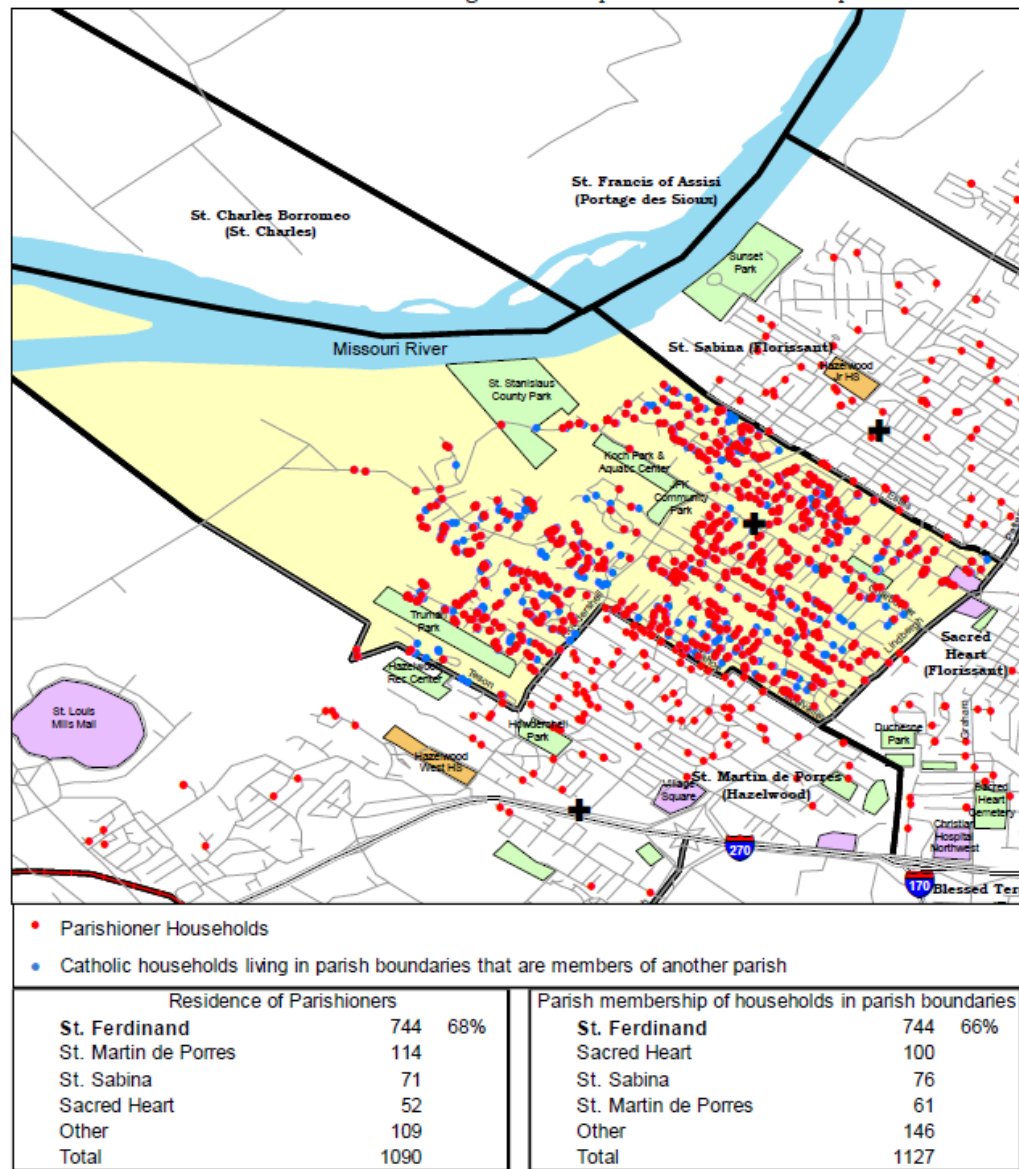 St. Francis of Assisi
(Portage des Sioux)
St. Charles Borromeo
(St. Charles)
Sunset
Park
Missouri River
St. Sabina (Florissant)
Hazelwood
Jr HS
St. Stanislaus
County Park
Koch Park &
Aquatic Center
JFK
Community
Park
Truman
Park
Lindbergh
Sacred
Heart
(Florissant)
Hazelwood
Rec Center
Teson
St. Louis
Mills Mall
Howdershell
Park
Duchesne
Park
Graham
Hazelwood
West HS
St. Martin de Porres
(Hazelwood)
Village
Square
Sacred
Heart
Cemetery
Christian
Hospital
Northwest
270
170
Blessed Ter
Parishioner Households
Catholic households living in parish boundaries that are members of another parish
Residence of Parishioners
St. Ferdinand 744 68%
St. Martin de Porres 114
St. Sabina 71
Sacred Heart 52
Other 109
Total 1090
Parish membership of households in parish boundaries
St. Ferdinand 744 66%
Sacred Heart 100
St. Sabina 76
St. Martin de Porres 61
Other 146
Total 1127